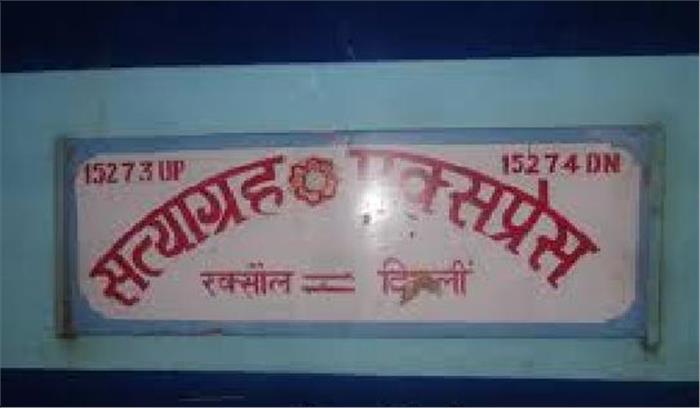 15273 UP 15274 DN
सत्याग्रह एक्सप्रेस
रक्सौल = दिल्ली